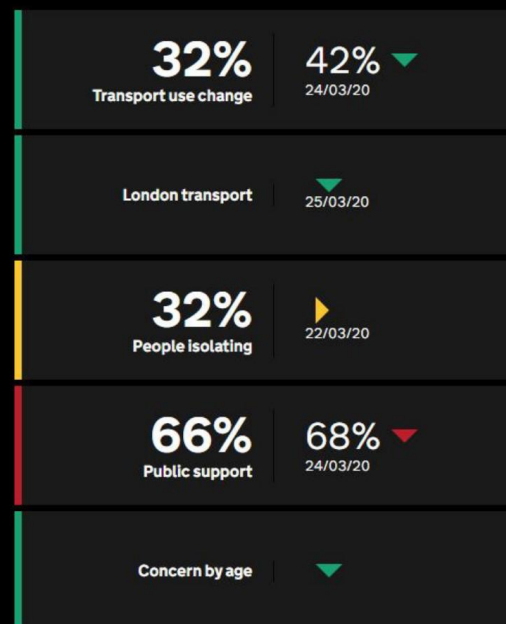 32%
Transport use change
42%
24/03/20
London transport
25/03/20
32%
People isolating
22/03/20
66%
Public support
68%
24/03/20
Concern by age